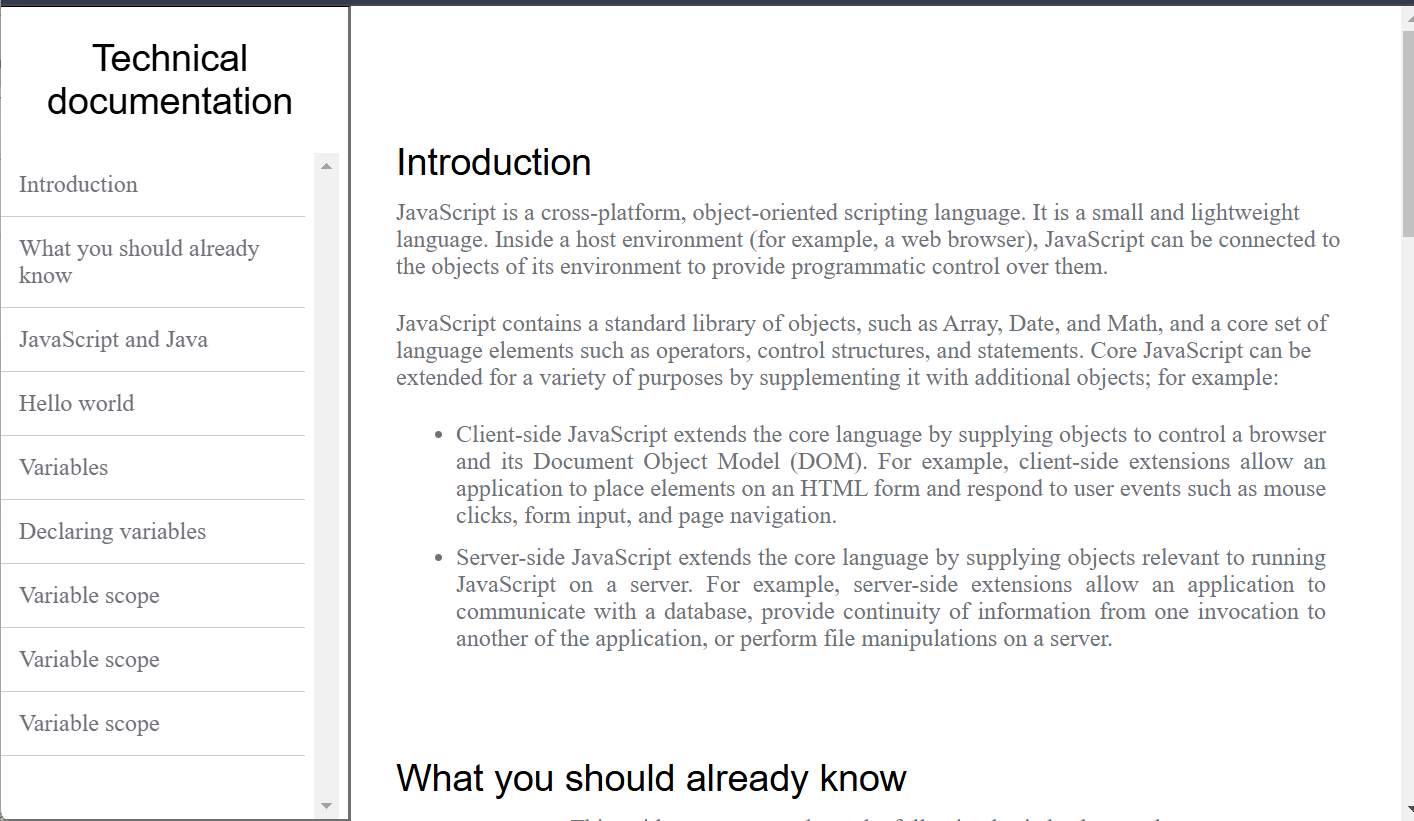 Technical
documentation
Introduction
What you should already
know
JavaScript and Java
Hello world
Variables
Declaring variables
Variable scope
Variable scope
Variable scope
Introduction
JavaScript is a cross-platform, object-oriented scripting language. It is a small and lightweight
language. Inside a host environment (for example, a web browser), JavaScript can be connected to
the objects of its environment to provide programmatic control over them.
JavaScript contains a standard library of objects, such as Array, Date, and Math, and a core set of
language elements such as operators, control structures, and statements. Core JavaScript can be
extended for a variety of purposes by supplementing it with additional objects; for example:
• Client-side JavaScript extends the core language by supplying objects to control a browser
and its Document Object Model (DOM). For example, client-side extensions allow an
application to place elements on an HTML form and respond to user events such as mouse
clicks, form input, and page navigation.
• Server-side JavaScript extends the core language by supplying objects relevant to running
JavaScript on a server. For example, server-side extensions allow an application to
communicate with a database, provide continuity of information from one invocation to
another of the application, or perform file manipulations on a server.
What you should already know